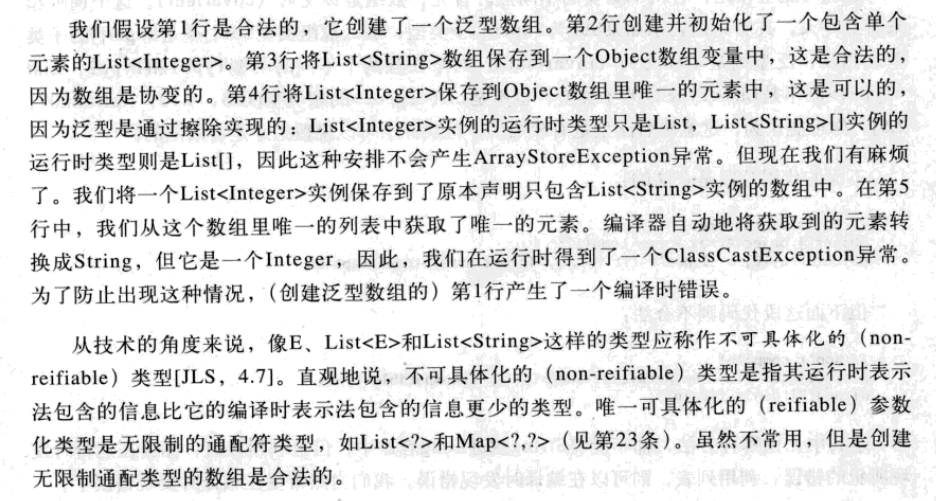 我们假设第1行是合法的，它创建了一个泛型数组。第2行创建并初始化了一个包含单个
元素的List<Integer>。第3行将List<String>数组保存到一个Object数组变量中，这是合法的，
因为数组是协变的。第4行将List<Integer>保存到Object数组里唯一的元素中，这是可以的，
因为泛型是通过擦除实现的：List<Integer>实例的运行时类型只是List，List<String>[]实例的
运行时类型则是List[]，因此这种安排不会产生ArrayStoreException异常。但现在我们有麻烦
了。我们将一个List<Integer>实例保存到了原本声明只包含List<String>实例的数组中。在第5
行中，我们从这个数组里唯一的列表中获取了唯一的元素。编译器自动地将获取到的元素转
换成String，但它是一个Integer，因此，我们在运行时得到了一个ClassCastException异常。
为了防止出现这种情况，（创建泛型数组的）第1行产生了一个编译时错误。
从技术的角度来说，像E、List<E>和List<String>这样的类型应称作不可具体化的（non-
reifiable）类型[JLS，4.7]。直观地说，不可具体化的（non-reifiable）类型是指其运行时表示
法包含的信息比它的编译时表示法包含的信息更少的类型。唯一可具体化的（reifiable）参数
化类型是无限制的通配符类型，如List<?>和Map<?,?>（见第23条）。虽然不常用，但是创建
无限制通配类型的数组是合法的。